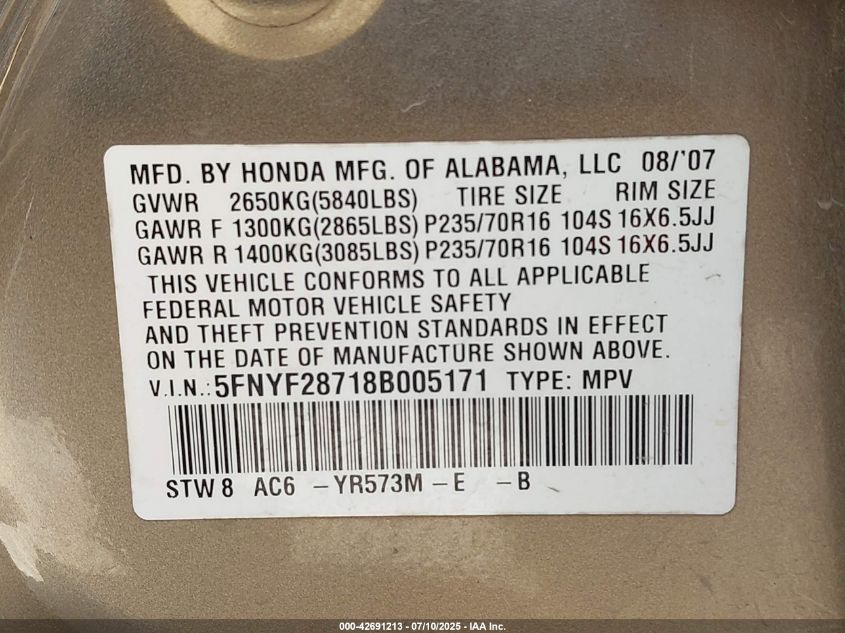 MFD. BY HONDA MFG. OF ALABAMA, LLC 08/'07
GVWR 2650KG(5840LBS) TIRE SIZE RIM SIZE
GAWR F 1300KG(2865LBS) P235/70R16 104S 16X6.5JJ
GAWR R 1400KG(3085LBS) P235/70R16 104S 16X6.5JJ
THIS VEHICLE CONFORMS TO ALL APPLICABLE
FEDERAL MOTOR VEHICLE SAFETY
AND THEFT PREVENTION STANDARDS IN EFFECT
ON THE DATE OF MANUFACTURE SHOWN ABOVE.
V.I.N.: 5FNYF28718B005171 TYPE: MPV
STW 8 AC6 -YR573M -E -B
000-42691213 - 07/10/2025 - IAA Inc.